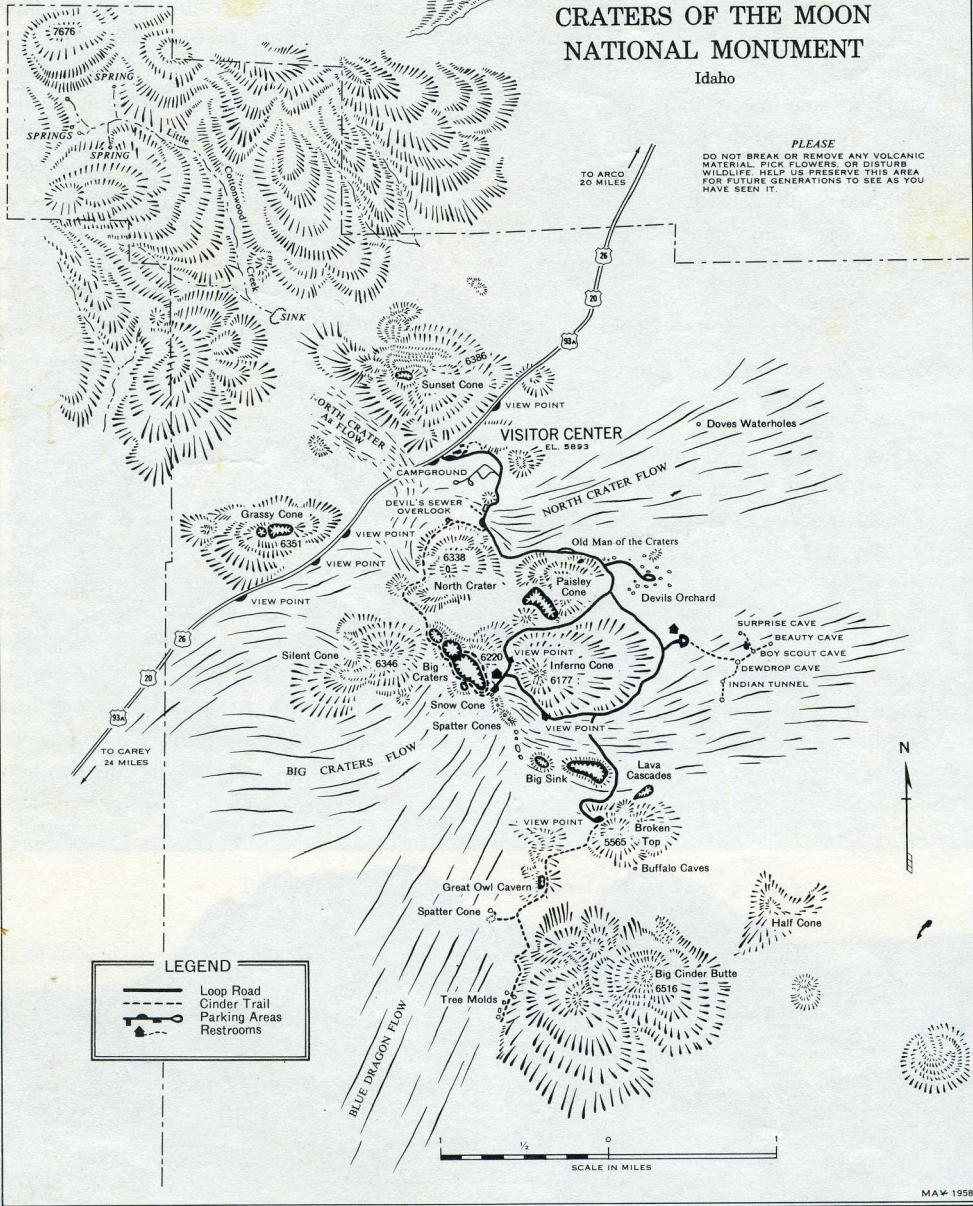 CRATERS OF THE MOON
NATIONAL MONUMENT
Idaho
PLEASE
DO NOT BREAK OR REMOVE ANY VOLCANIC
MATERIAL, PICK FLOWERS, OR DISTURB
WILDLIFE. HELP US PRESERVE THIS AREA
FOR FUTURE GENERATIONS TO SEE AS YOU
HAVE SEEN IT.
7676
SPRING
SPRINGS
SPRING
Little
Cottonwood
Creek
SINK
TO ARCO
20 MILES
26
20
93A
6386
Sunset Cone
VIEW POINT
NORTH CRATER
Aa FLOW
VISITOR CENTER
EL. 5893
Doves Waterholes
CAMPGROUND
NORTH CRATER FLOW
DEVIL'S SEWER
OVERLOOK
Grassy Cone
6351
VIEW POINT
VIEW POINT
VIEW POINT
6338
North Crater
Old Man of the Craters
Paisley
Cone
Devils Orchard
26
20
93A
TO CAREY
24 MILES
Silent Cone
6346
Big
Craters
6220
VIEW POINT
Inferno Cone
6177
SURPRISE CAVE
BEAUTY CAVE
BOY SCOUT CAVE
DEWDROP CAVE
INDIAN TUNNEL
Snow Cone
Spatter Cones
VIEW POINT
BIG CRATERS FLOW
Big Sink
Lava
Cascades
N
VIEW POINT
Broken
Top
5565
Buffalo Caves
Great Owl Cavern
Spatter Cone
Half Cone
Big Cinder Butte
6516
Tree Molds
BLUE DRAGON FLOW
LEGEND
Loop Road
Cinder Trail
Parking Areas
Restrooms
1 ½ 0 1
SCALE IN MILES
MAY 1958